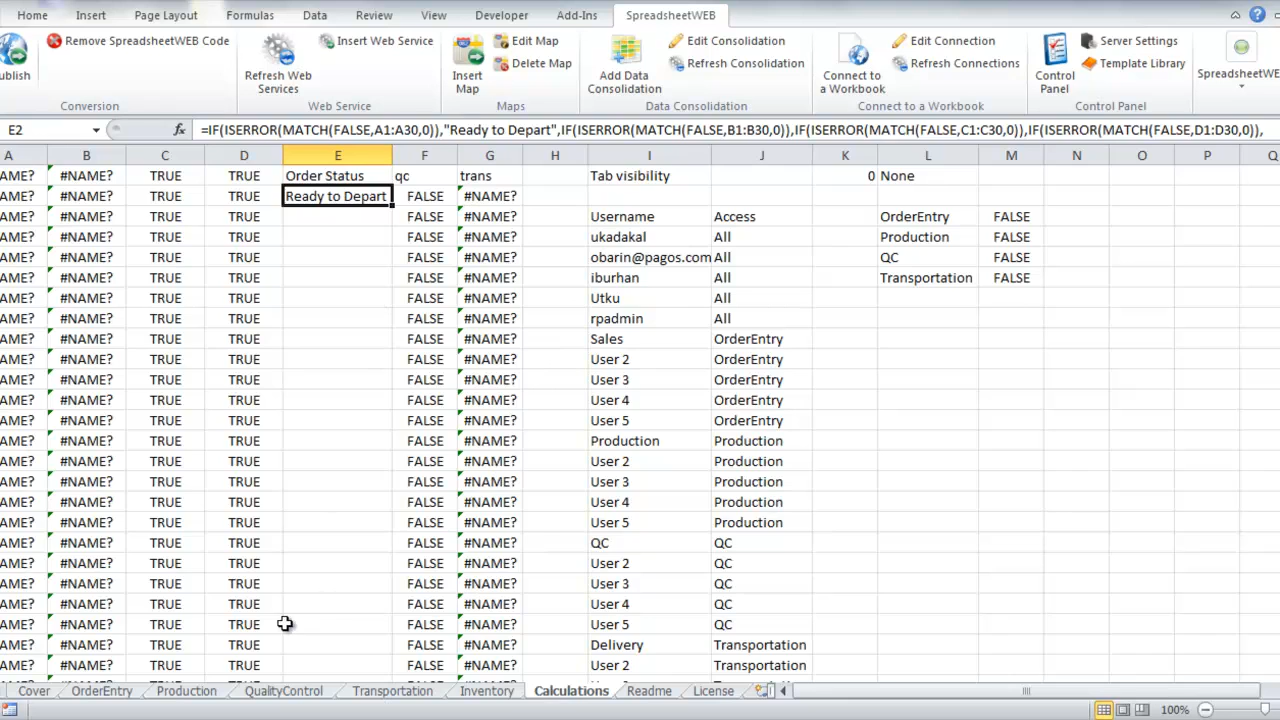 Home Insert Page Layout Formulas Data Review View Developer Add-Ins SpreadsheetWEB
Remove SpreadsheetWEB Code Insert Web Service Edit Map Edit Consolidation Edit Connection Server Settings
Delete Map Refresh Consolidation Refresh Connections Template Library
ublish Refresh Web Services Insert Map Add Data Consolidation Connect to a Workbook Control Panel SpreadsheetW
Conversion Web Service Maps Data Consolidation Connect to a Workbook Control Panel
E2 fx =IF(ISERROR(MATCH(FALSE,A1:A30,0)),"Ready to Depart",IF(ISERROR(MATCH(FALSE,B1:B30,0)),IF(ISERROR(MATCH(FALSE,C1:C30,0)),IF(ISERROR(MATCH(FALSE,D1:D30,0)),
A B C D E F G H I J K L M N O P Q
AME? #NAME? TRUE TRUE Order Status qc trans Tab visibility 0 None
AME? #NAME? TRUE TRUE Ready to Depart FALSE #NAME?
AME? #NAME? TRUE TRUE FALSE #NAME? Username Access OrderEntry FALSE
AME? #NAME? TRUE TRUE FALSE #NAME? ukadakal All Production FALSE
AME? #NAME? TRUE TRUE FALSE #NAME? obarin@pagos.com All QC FALSE
AME? #NAME? TRUE TRUE FALSE #NAME? iburhan All Transportation FALSE
AME? #NAME? TRUE TRUE FALSE #NAME? Utku All
AME? #NAME? TRUE TRUE FALSE #NAME? rpadmin All
AME? #NAME? TRUE TRUE FALSE #NAME? Sales OrderEntry
AME? #NAME? TRUE TRUE FALSE #NAME? User 2 OrderEntry
AME? #NAME? TRUE TRUE FALSE #NAME? User 3 OrderEntry
AME? #NAME? TRUE TRUE FALSE #NAME? User 4 OrderEntry
AME? #NAME? TRUE TRUE FALSE #NAME? User 5 OrderEntry
AME? #NAME? TRUE TRUE FALSE #NAME? Production Production
AME? #NAME? TRUE TRUE FALSE #NAME? User 2 Production
AME? #NAME? TRUE TRUE FALSE #NAME? User 3 Production
AME? #NAME? TRUE TRUE FALSE #NAME? User 4 Production
AME? #NAME? TRUE TRUE FALSE #NAME? User 5 Production
AME? #NAME? TRUE TRUE FALSE #NAME? QC QC
AME? #NAME? TRUE TRUE FALSE #NAME? User 2 QC
AME? #NAME? TRUE TRUE FALSE #NAME? User 3 QC
AME? #NAME? TRUE TRUE FALSE #NAME? User 4 QC
AME? #NAME? TRUE TRUE FALSE #NAME? User 5 QC
AME? #NAME? TRUE TRUE FALSE #NAME? Delivery Transportation
AME? #NAME? TRUE TRUE FALSE #NAME? User 2 Transportation
Cover OrderEntry Production QualityControl Transportation Inventory Calculations Readme License
100%